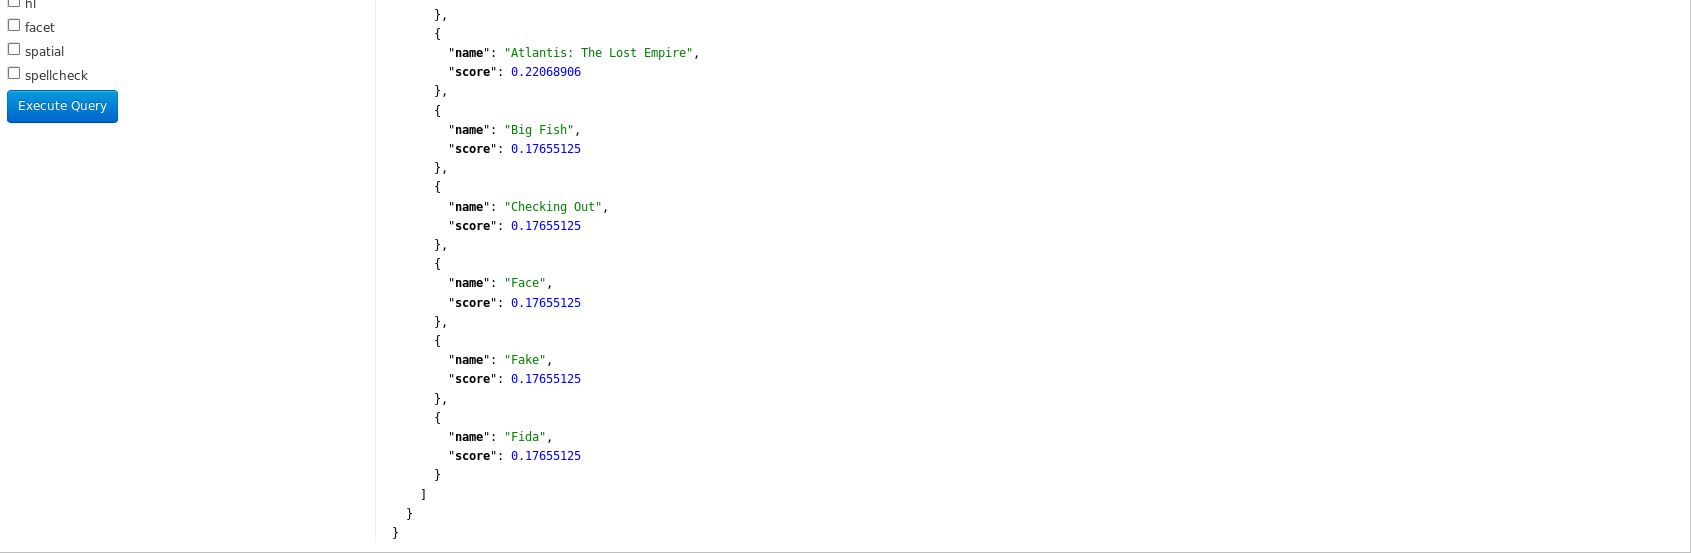 hl
facet
spatial
spellcheck
Execute Query
},
{
"name": "Atlantis: The Lost Empire",
"score": 0.22068906
},
{
"name": "Big Fish",
"score": 0.17655125
},
{
"name": "Checking Out",
"score": 0.17655125
},
{
"name": "Face",
"score": 0.17655125
},
{
"name": "Fake",
"score": 0.17655125
},
{
"name": "Fida",
"score": 0.17655125
}
]
}
}